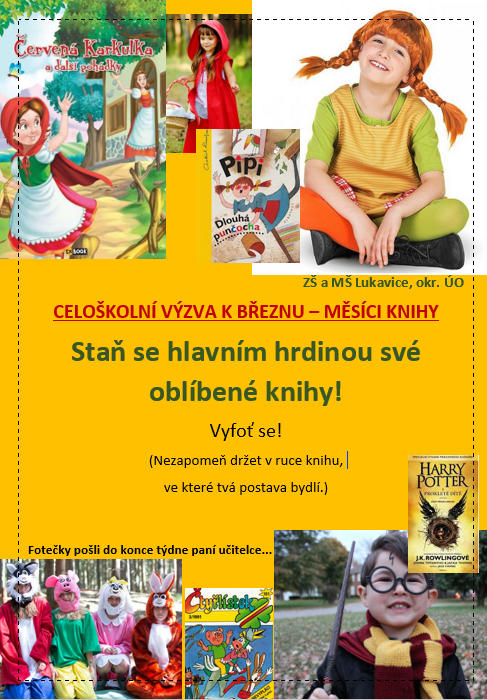 Červená Karkulka
a další pohádky
PiPi
Dlouhá
punčocha
ZŠ a MŠ Lukavice, okr. ÚO
CELOŠKOLNÍ VÝZVA K BŘEZNU – MĚSÍCI KNIHY
Staň se hlavním hrdinou své
oblíbené knihy!
Vyfoť se!
(Nezapomeň držet v ruce knihu,
ve které tvá postava bydlí.)
HARRY
POTTER
PROKLETÉ DÍTĚ
J.K.ROWLINGOVÉ
Fotečky pošli do konce týdne paní učitelce...
Čtyřlístek